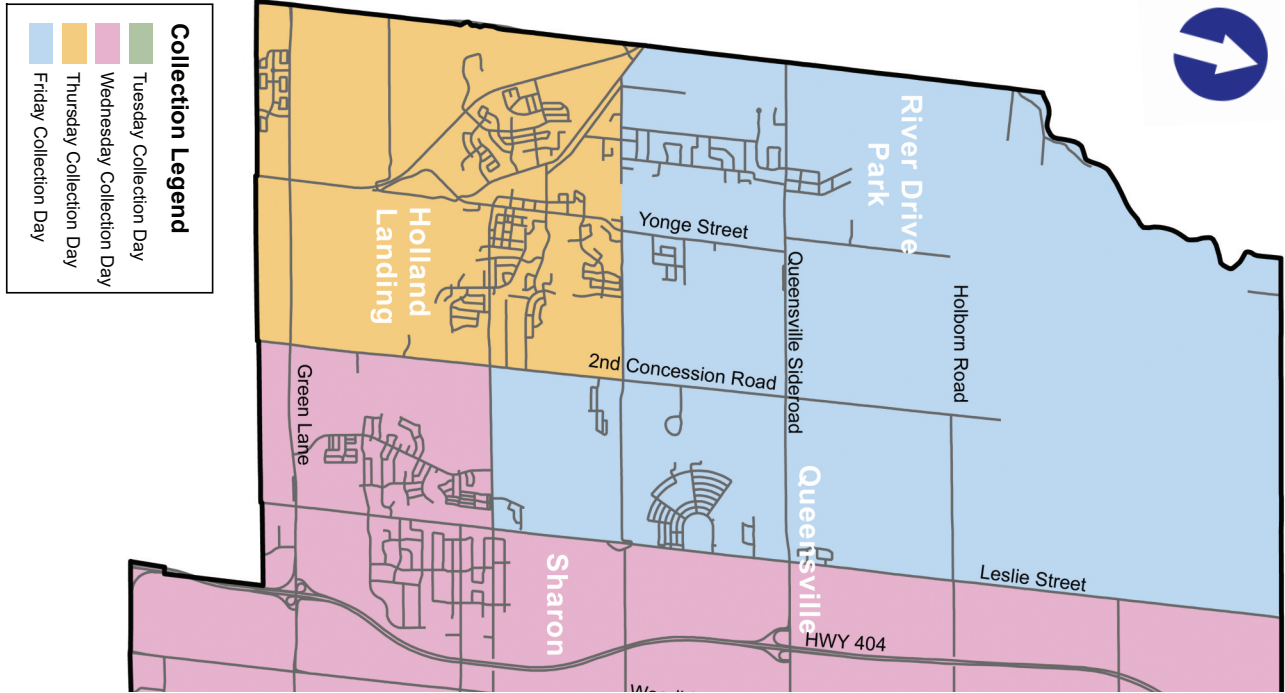 Collection Legend
Tuesday Collection Day
Wednesday Collection Day
Thursday Collection Day
Friday Collection Day
River Drive
Park
Holland
Landing
Yonge Street
Queensville Sideroad
Holborn Road
2nd Concession Road
Green Lane
Queensville
Sharon
Leslie Street
HWY 404